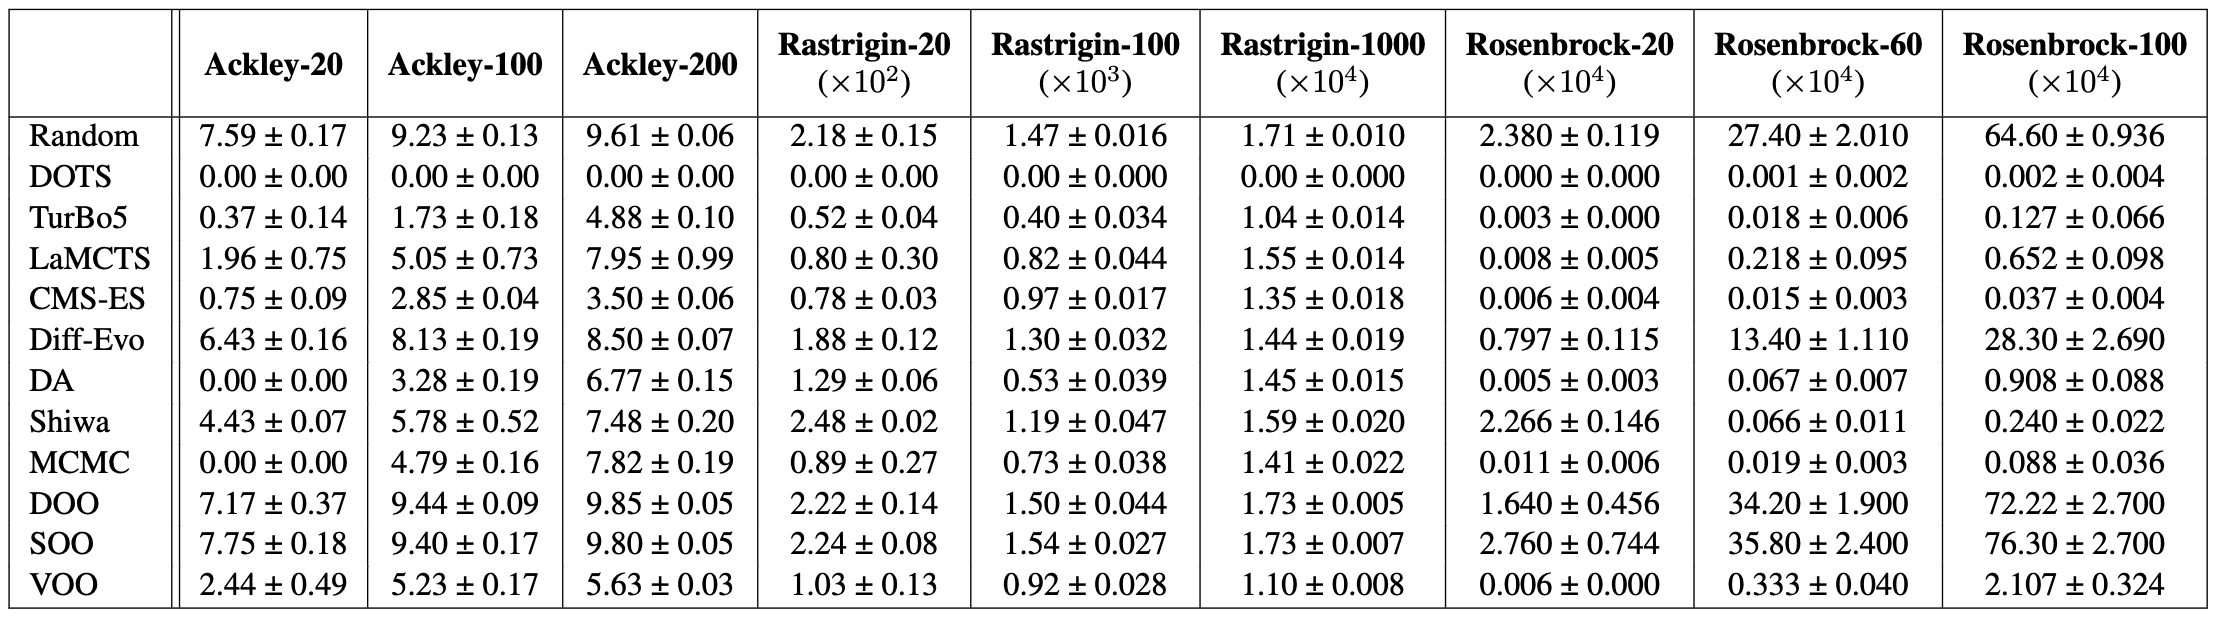 Ackley-20 Ackley-100 Ackley-200 Rastrigin-20 (×10²) Rastrigin-100 (×10³) Rastrigin-1000 (×10⁴) Rosenbrock-20 (×10⁴) Rosenbrock-60 (×10⁴) Rosenbrock-100 (×10⁴)
Random 7.59 ± 0.17 9.23 ± 0.13 9.61 ± 0.06 2.18 ± 0.15 1.47 ± 0.016 1.71 ± 0.010 2.380 ± 0.119 27.40 ± 2.010 64.60 ± 0.936
DOTS 0.00 ± 0.00 0.00 ± 0.00 0.00 ± 0.00 0.00 ± 0.00 0.00 ± 0.000 0.00 ± 0.000 0.000 ± 0.000 0.001 ± 0.002 0.002 ± 0.004
TurBo5 0.37 ± 0.14 1.73 ± 0.18 4.88 ± 0.10 0.52 ± 0.04 0.40 ± 0.034 1.04 ± 0.014 0.003 ± 0.000 0.018 ± 0.006 0.127 ± 0.066
LaMCTS 1.96 ± 0.75 5.05 ± 0.73 7.95 ± 0.99 0.80 ± 0.30 0.82 ± 0.044 1.55 ± 0.014 0.008 ± 0.005 0.218 ± 0.095 0.652 ± 0.098
CMS-ES 0.75 ± 0.09 2.85 ± 0.04 3.50 ± 0.06 0.78 ± 0.03 0.97 ± 0.017 1.35 ± 0.018 0.006 ± 0.004 0.015 ± 0.003 0.037 ± 0.004
Diff-Evo 6.43 ± 0.16 8.13 ± 0.19 8.50 ± 0.07 1.88 ± 0.12 1.30 ± 0.032 1.44 ± 0.019 0.797 ± 0.115 13.40 ± 1.110 28.30 ± 2.690
DA 0.00 ± 0.00 3.28 ± 0.19 6.77 ± 0.15 1.29 ± 0.06 0.53 ± 0.039 1.45 ± 0.015 0.005 ± 0.003 0.067 ± 0.007 0.908 ± 0.088
Shiwa 4.43 ± 0.07 5.78 ± 0.52 7.48 ± 0.20 2.48 ± 0.02 1.19 ± 0.047 1.59 ± 0.020 2.266 ± 0.146 0.066 ± 0.011 0.240 ± 0.022
MCMC 0.00 ± 0.00 4.79 ± 0.16 7.82 ± 0.19 0.89 ± 0.27 0.73 ± 0.038 1.41 ± 0.022 0.011 ± 0.006 0.019 ± 0.003 0.088 ± 0.036
DOO 7.17 ± 0.37 9.44 ± 0.09 9.85 ± 0.05 2.22 ± 0.14 1.50 ± 0.044 1.73 ± 0.005 1.640 ± 0.456 34.20 ± 1.900 72.22 ± 2.700
SOO 7.75 ± 0.18 9.40 ± 0.17 9.80 ± 0.05 2.24 ± 0.08 1.54 ± 0.027 1.73 ± 0.007 2.760 ± 0.744 35.80 ± 2.400 76.30 ± 2.700
VOO 2.44 ± 0.49 5.23 ± 0.17 5.63 ± 0.03 1.03 ± 0.13 0.92 ± 0.028 1.10 ± 0.008 0.006 ± 0.000 0.333 ± 0.040 2.107 ± 0.324